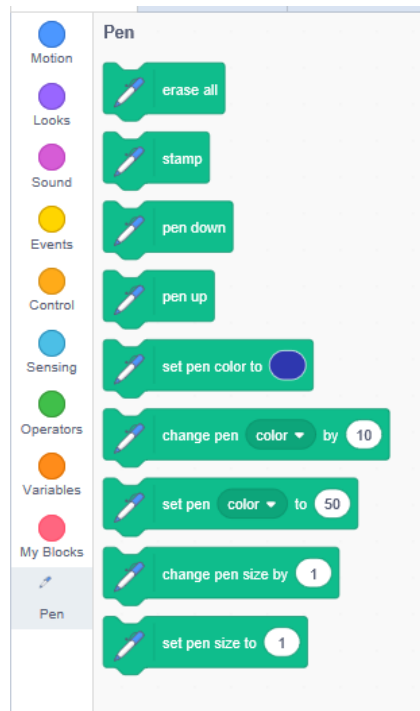 Motion
Looks
Sound
Events
Control
Sensing
Operators
Variables
My Blocks
Pen
Pen
erase all
stamp
pen down
pen up
set pen color to
change pen color by 10
set pen color to 50
change pen size by 1
set pen size to 1